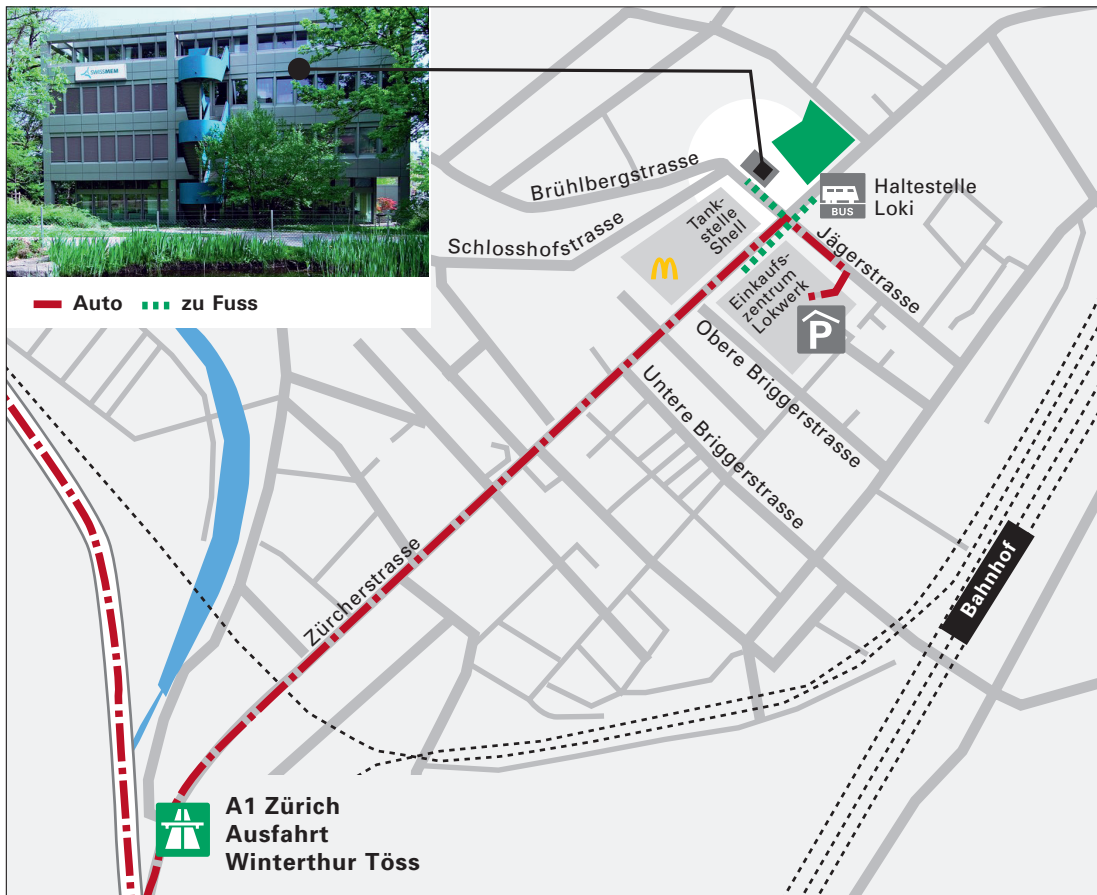 SWISSMEM
Auto
zu Fuss
Brühlbergstrasse
Schlosshofstrasse
Tank-
stelle
Shell
BUS
Haltestelle
Loki
Jägerstrasse
Einkaufs-
zentrum
Lokwerk
P
Obere Briggerstrasse
Untere Briggerstrasse
Zürcherstrasse
Bahnhof
A1 Zürich
Ausfahrt
Winterthur Töss